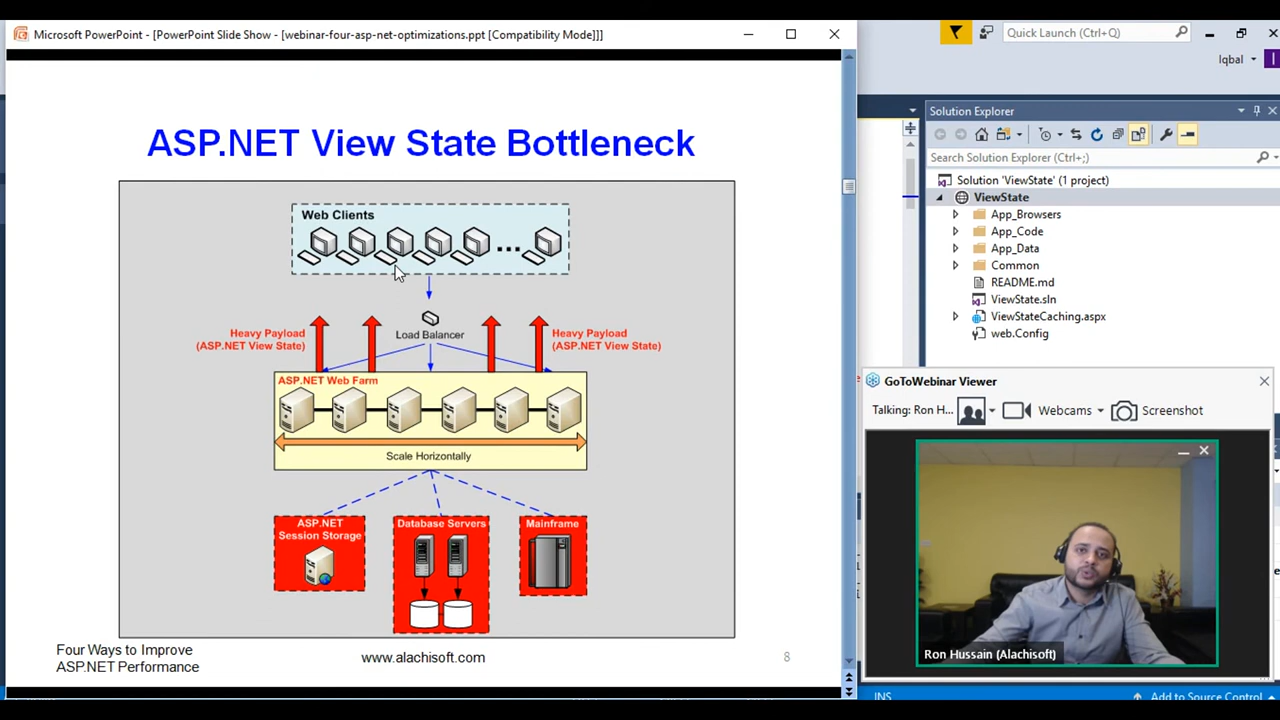 Microsoft PowerPoint - [PowerPoint Slide Show - [webinar-four-asp-net-optimizations.ppt [Compatibility Mode]]]
ASP.NET View State Bottleneck
Web Clients
...
Load Balancer
Heavy Payload
(ASP.NET View State)
Heavy Payload
(ASP.NET View State)
ASP.NET Web Farm
Scale Horizontally
ASP.NET
Session Storage
Database Servers
Mainframe
Four Ways to Improve
ASP.NET Performance
www.alachisoft.com
8
Quick Launch (Ctrl+Q)
Iqbal
I
Solution Explorer
Search Solution Explorer (Ctrl+;)
Solution 'ViewState' (1 project)
ViewState
App_Browsers
App_Code
App_Data
Common
README.md
ViewState.sln
ViewStateCaching.aspx
web.Config
GoToWebinar Viewer
Talking: Ron H...
Webcams
Screenshot
Ron Hussain (Alachisoft)
INS
Add to Source Control